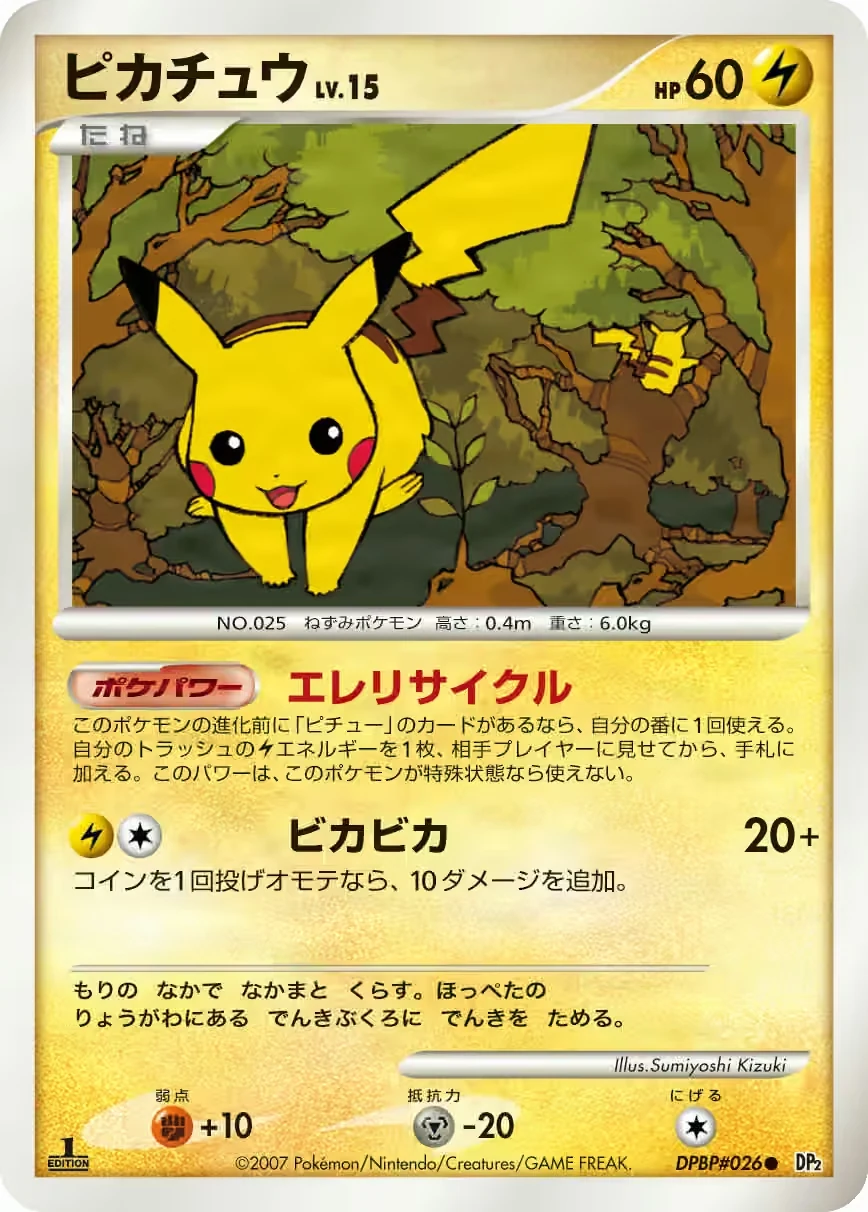 ピカチュウ LV.15 HP 60
たね
NO.025 ねずみポケモン 高さ:0.4m 重さ:6.0kg
ポケパワー エレリサイクル
このポケモンの進化前に「ピチュー」のカードがあるなら、自分の番に1回使える。
自分のトラッシュのエネルギーを1枚、相手プレイヤーに見せてから、手札に
加える。このパワーは、このポケモンが特殊状態なら使えない。
ビカビカ 20+
コインを1回投げオモテなら、10ダメージを追加。
もりの なかで なかまと くらす。ほっぺたの
りょうがわにある でんきぶくろに でんきを ためる。
Illus.Sumiyoshi Kizuki
弱点 抵抗力 にげる
+10 -20
1 EDITION ©2007 Pokémon/Nintendo/Creatures/GAME FREAK. DPBP#026● DP2